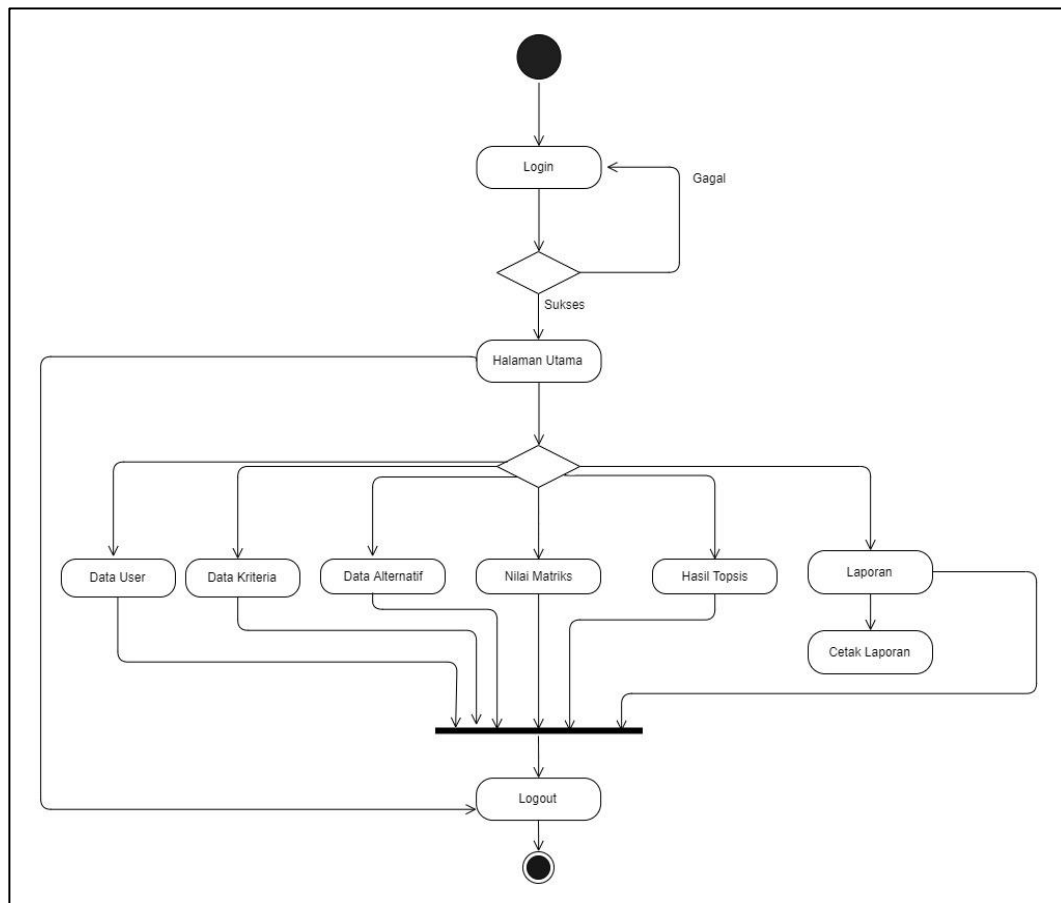 Login
Gagal
Sukses
Halaman Utama
Data User
Data Kriteria
Data Alternatif
Nilai Matriks
Hasil Topsis
Laporan
Cetak Laporan
Logout